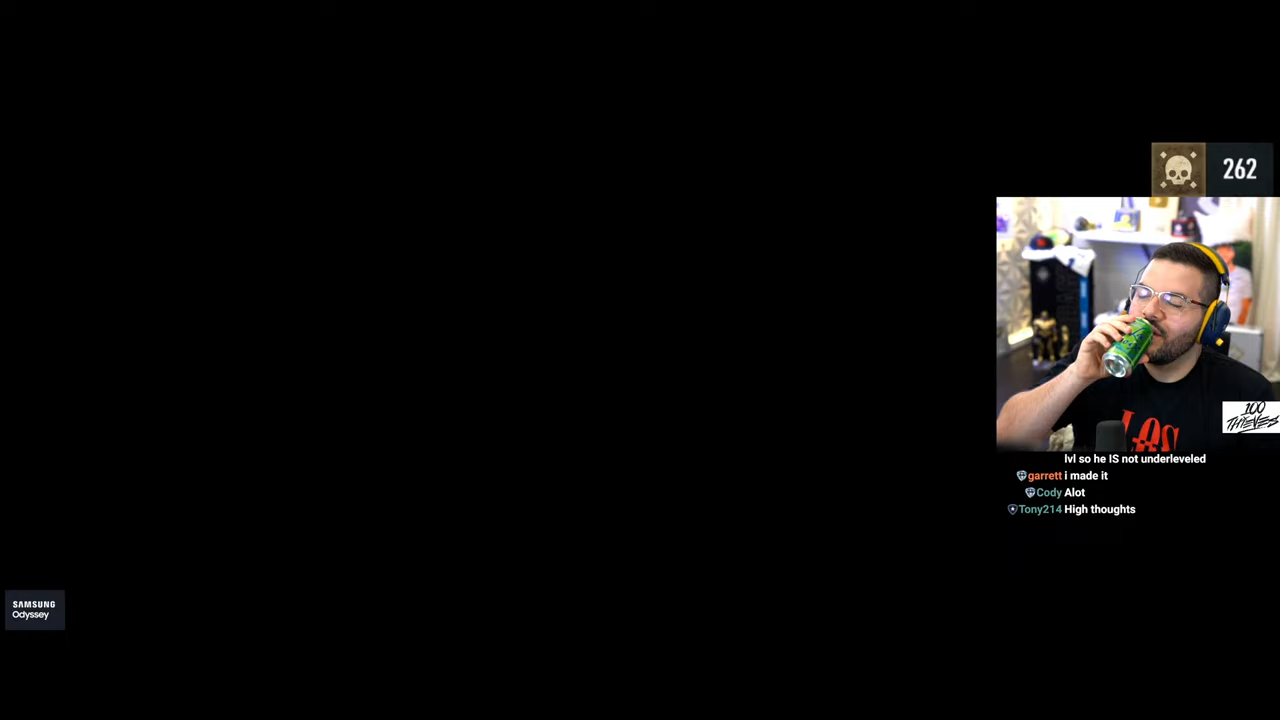 262
100
THIEVES
LOS
lvl so he IS not underleveled
garrett i made it
Cody Alot
Tony214 High thoughts
SAMSUNG
Odyssey